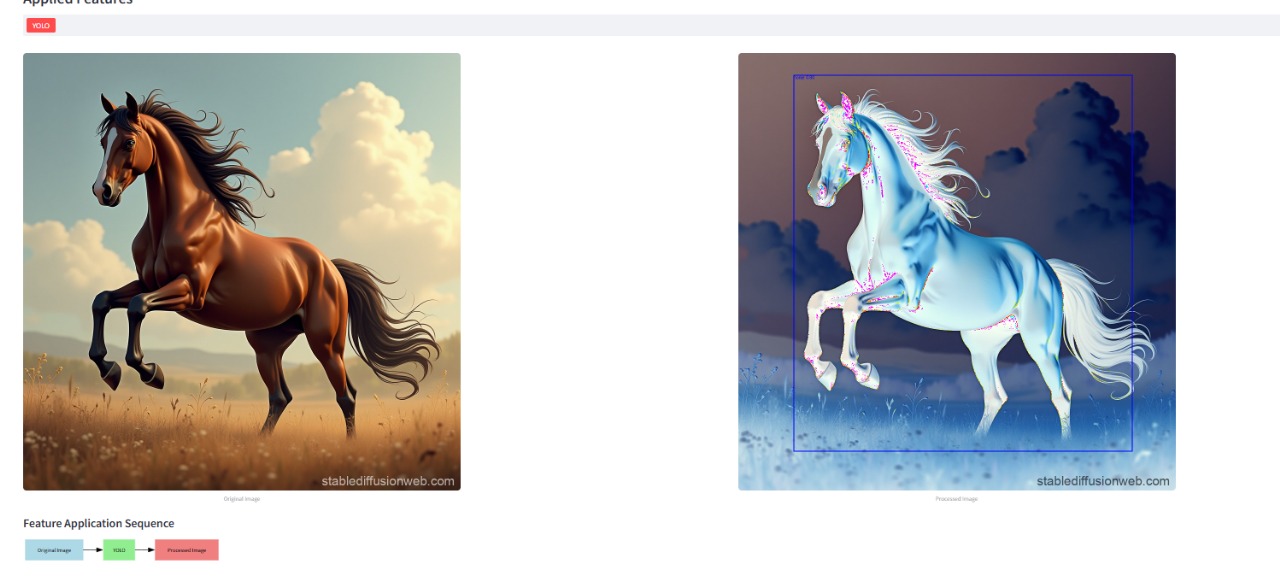 Applied Features
YOLO
stablediffusionweb.com
stablediffusionweb.com
Original Image
Processed Image
Feature Application Sequence
Original Image
YOLO
Processed Image